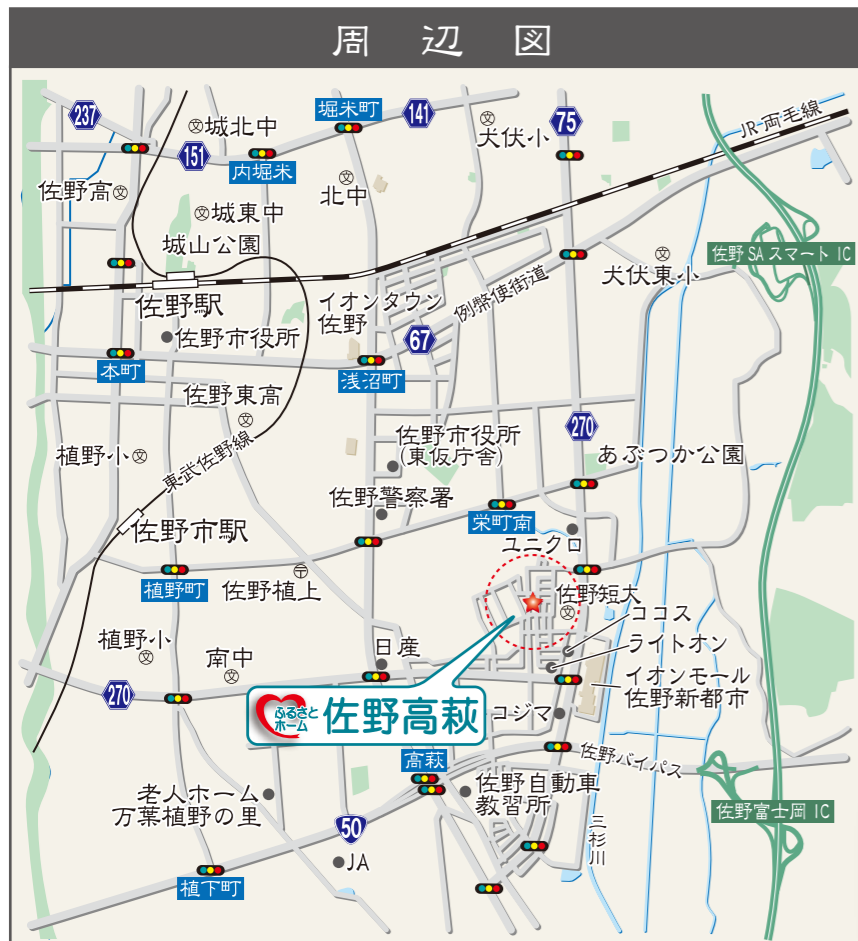 周辺図
237
堀米町
141
75
城北中
犬伏小
JR両毛線
151
内堀米
佐野高
北中
城東中
城山公園
犬伏東小
佐野SAスマートIC
佐野駅
イオンタウン
佐野
例幣使街道
佐野市役所
67
本町
浅沼町
佐野東高
270
植野小
東武佐野線
佐野市役所
(東仮庁舎)
あぶつか公園
佐野警察署
栄町南
佐野市駅
ユニクロ
植野町
佐野植上
佐野短大
ココス
植野小
南中
日産
ライトオン
イオンモール
佐野新都市
270
ふるさと
ホーム
佐野高萩
コジマ
高萩
佐野バイパス
老人ホーム
万葉植野の里
佐野自動車
教習所
佐野富士岡IC
50
三杉川
JA
植下町